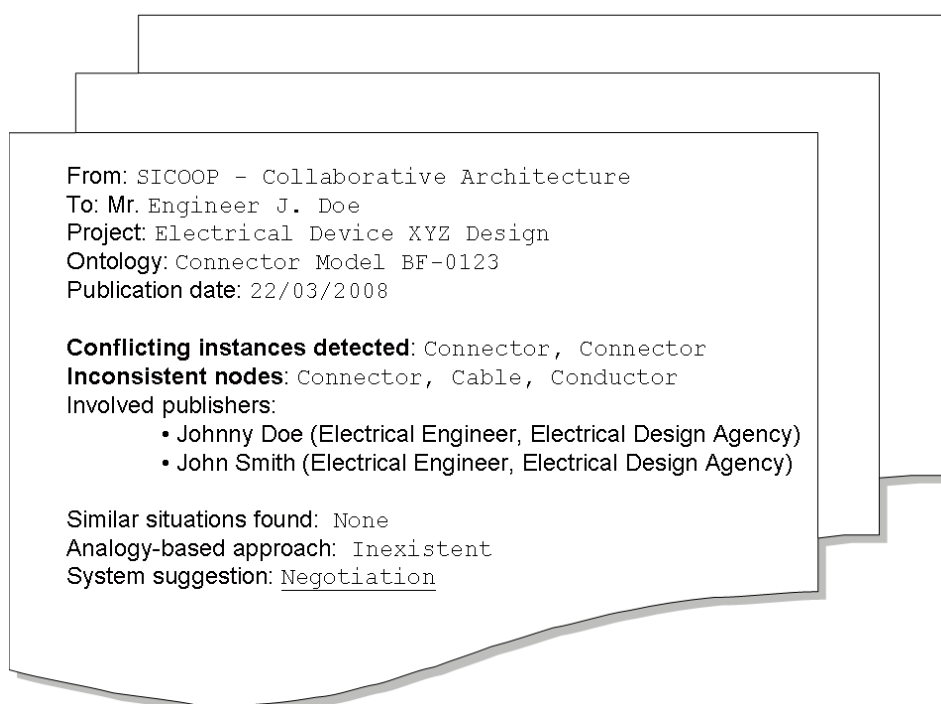 From: SICOOP - Collaborative Architecture
To: Mr. Engineer J. Doe
Project: Electrical Device XYZ Design
Ontology: Connector Model BF-0123
Publication date: 22/03/2008
Conflicting instances detected: Connector, Connector
Inconsistent nodes: Connector, Cable, Conductor
Involved publishers:
• Johnny Doe (Electrical Engineer, Electrical Design Agency)
• John Smith (Electrical Engineer, Electrical Design Agency)
Similar situations found: None
Analogy-based approach: Inexistent
System suggestion: Negotiation